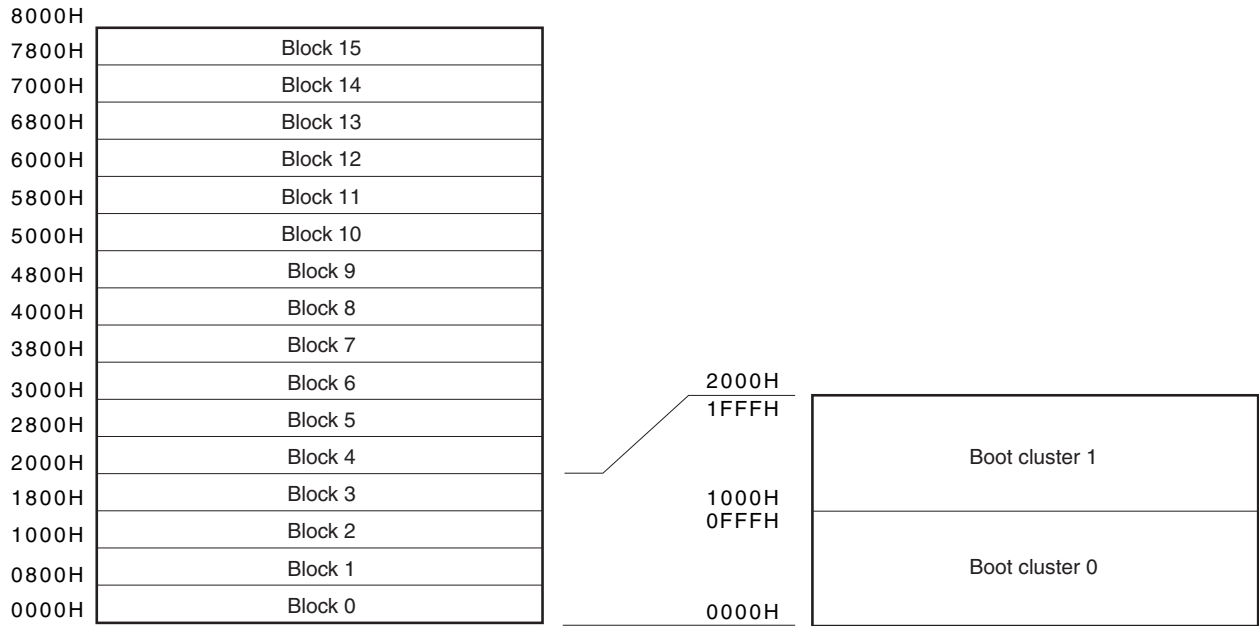 8000H
7800H Block 15
7000H Block 14
6800H Block 13
6000H Block 12
5800H Block 11
5000H Block 10
4800H Block 9
4000H Block 8
3800H Block 7
3000H Block 6
2800H Block 5
2000H Block 4
1800H Block 3
1000H Block 2
0800H Block 1
0000H Block 0
2000H
1FFFH
Boot cluster 1
1000H
0FFFH
Boot cluster 0
0000H